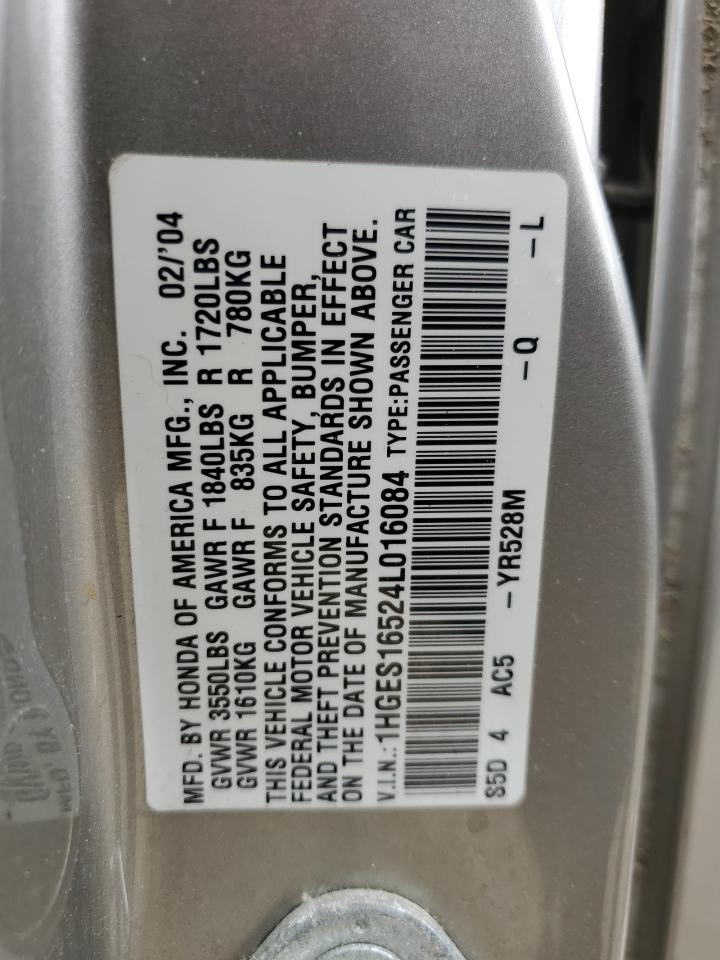 MFD. BY HONDA OF AMERICA MFG., INC. 02/'04
GVWR 3550LBS GAWR F 1840LBS R 1720LBS
GVWR 1610KG GAWR F 835KG R 780KG
THIS VEHICLE CONFORMS TO ALL APPLICABLE
FEDERAL MOTOR VEHICLE SAFETY, BUMPER,
AND THEFT PREVENTION STANDARDS IN EFFECT
ON THE DATE OF MANUFACTURE SHOWN ABOVE.
V.I.N.: 1HGES16524L016084 TYPE:PASSENGER CAR
S5D 4 AC5 - YR528M - Q - L